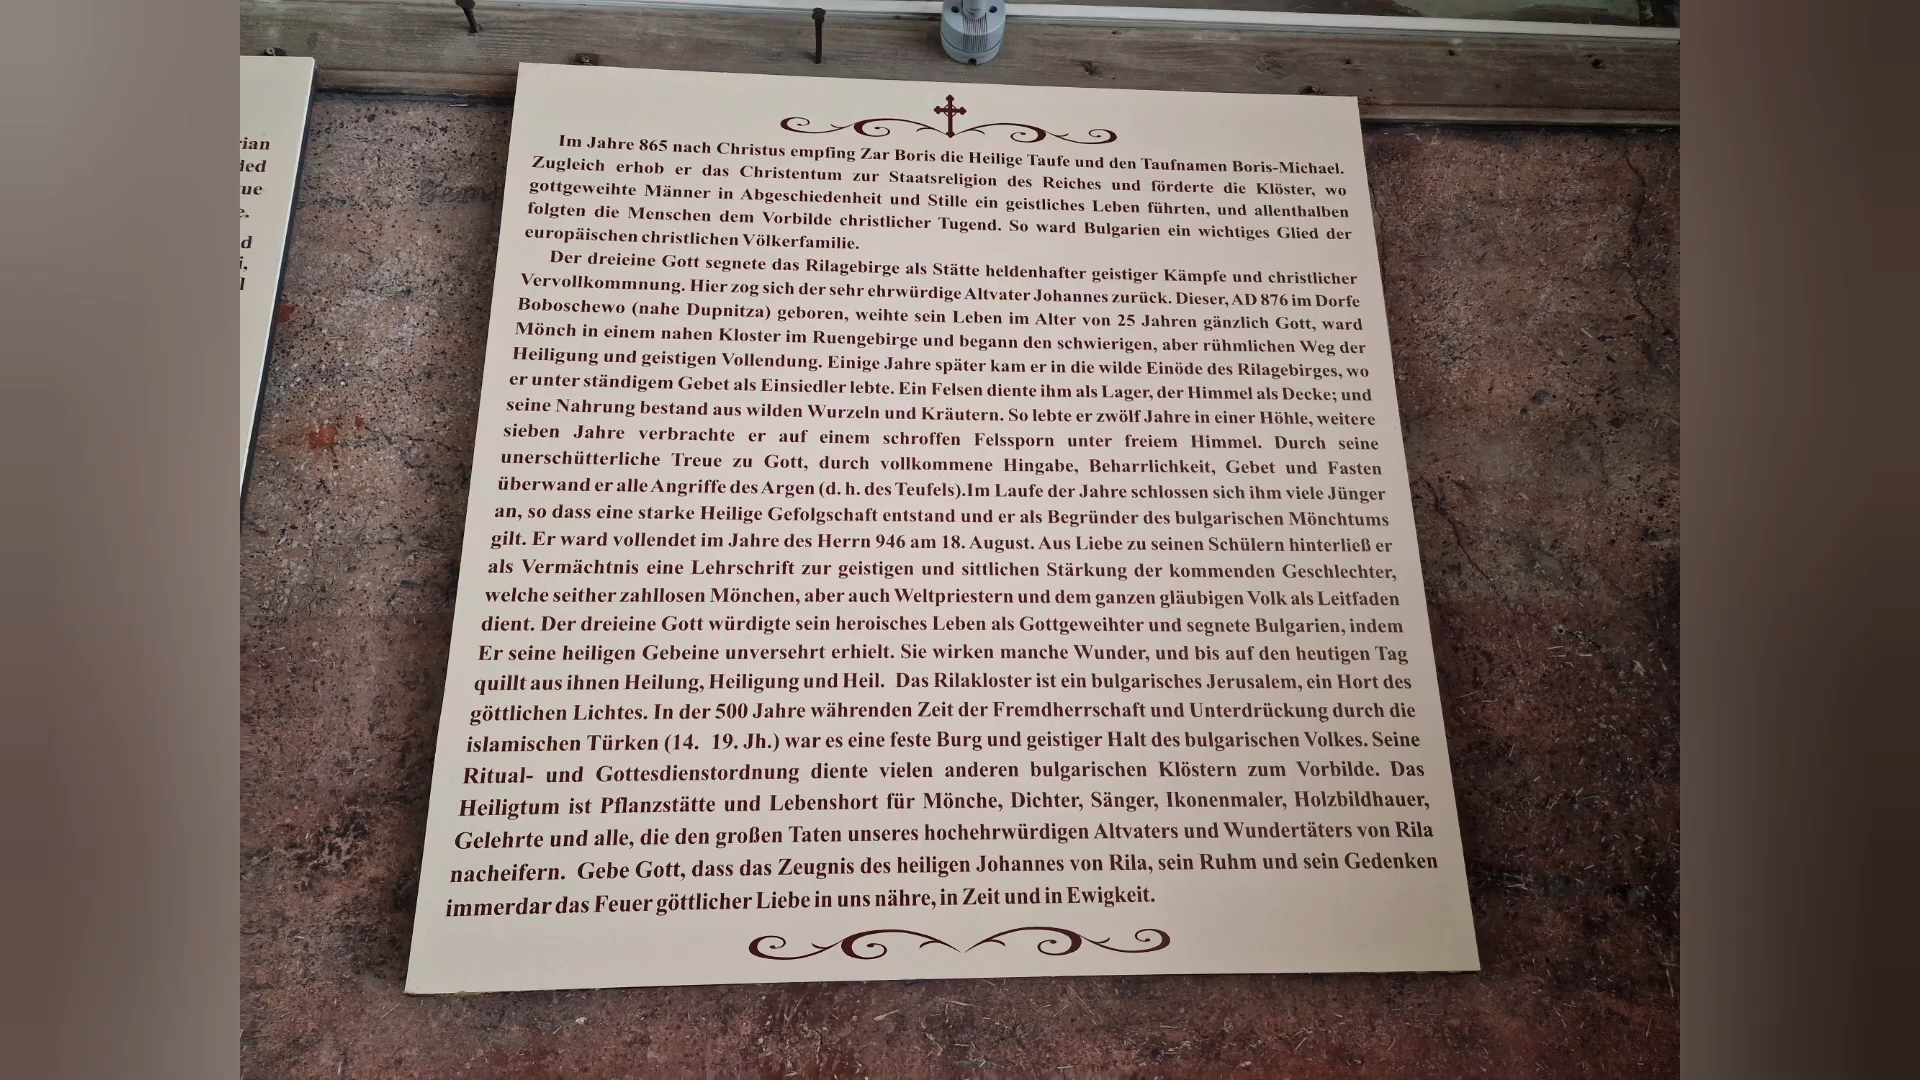 rian
ded
ue
e.
d
i,
l
Im Jahre 865 nach Christus empfing Zar Boris die Heilige Taufe und den Taufnamen Boris-Michael.
Zugleich erhob er das Christentum zur Staatsreligion des Reiches und förderte die Klöster, wo
gottgeweihte Männer in Abgeschiedenheit und Stille ein geistliches Leben führten, und allenthalben
folgten die Menschen dem Vorbilde christlicher Tugend. So ward Bulgarien ein wichtiges Glied der
europäischen christlichen Völkerfamilie.
Der dreieine Gott segnete das Rilagebirge als Stätte heldenhafter geistiger Kämpfe und christlicher
Vervollkommnung. Hier zog sich der sehr ehrwürdige Altvater Johannes zurück. Dieser, AD 876 im Dorfe
Boboschewo (nahe Dupnitza) geboren, weihte sein Leben im Alter von 25 Jahren gänzlich Gott, ward
Mönch in einem nahen Kloster im Ruengebirge und begann den schwierigen, aber rühmlichen Weg der
Heiligung und geistigen Vollendung. Einige Jahre später kam er in die wilde Einöde des Rilagebirges, wo
er unter ständigem Gebet als Einsiedler lebte. Ein Felsen diente ihm als Lager, der Himmel als Decke; und
seine Nahrung bestand aus wilden Wurzeln und Kräutern. So lebte er zwölf Jahre in einer Höhle, weitere
sieben Jahre verbrachte er auf einem schroffen Felssporn unter freiem Himmel. Durch seine
unerschütterliche Treue zu Gott, durch vollkommene Hingabe, Beharrlichkeit, Gebet und Fasten
überwand er alle Angriffe des Argen (d. h. des Teufels).Im Laufe der Jahre schlossen sich ihm viele Jünger
an, so dass eine starke Heilige Gefolgschaft entstand und er als Begründer des bulgarischen Mönchtums
gilt. Er ward vollendet im Jahre des Herrn 946 am 18. August. Aus Liebe zu seinen Schülern hinterließ er
als Vermächtnis eine Lehrschrift zur geistigen und sittlichen Stärkung der kommenden Geschlechter,
welche seither zahllosen Mönchen, aber auch Weltpriestern und dem ganzen gläubigen Volk als Leitfaden
dient. Der dreieine Gott würdigte sein heroisches Leben als Gottgeweihter und segnete Bulgarien, indem
Er seine heiligen Gebeine unversehrt erhielt. Sie wirken manche Wunder, und bis auf den heutigen Tag
quillt aus ihnen Heilung, Heiligung und Heil. Das Rilakloster ist ein bulgarisches Jerusalem, ein Hort des
göttlichen Lichtes. In der 500 Jahre währenden Zeit der Fremdherrschaft und Unterdrückung durch die
islamischen Türken (14. 19. Jh.) war es eine feste Burg und geistiger Halt des bulgarischen Volkes. Seine
Ritual- und Gottesdienstordnung diente vielen anderen bulgarischen Klöstern zum Vorbilde. Das
Heiligtum ist Pflanzstätte und Lebenshort für Mönche, Dichter, Sänger, Ikonenmaler, Holzbildhauer,
Gelehrte und alle, die den großen Taten unseres hochehrwürdigen Altvaters und Wundertäters von Rila
nacheifern. Gebe Gott, dass das Zeugnis des heiligen Johannes von Rila, sein Ruhm und sein Gedenken
immerdar das Feuer göttlicher Liebe in uns nähre, in Zeit und in Ewigkeit.